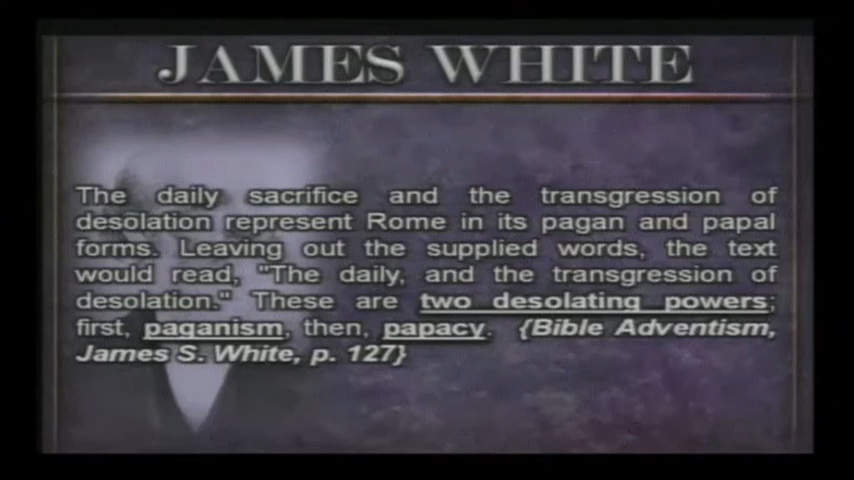 JAMES WHITE
The daily sacrifice and the transgression of
desolation represent Rome in its pagan and papal
forms. Leaving out the supplied words, the text
would read, "The daily, and the transgression of
desolation." These are two desolating powers;
first, paganism, then, papacy. {Bible Adventism,
James S. White, p. 127}